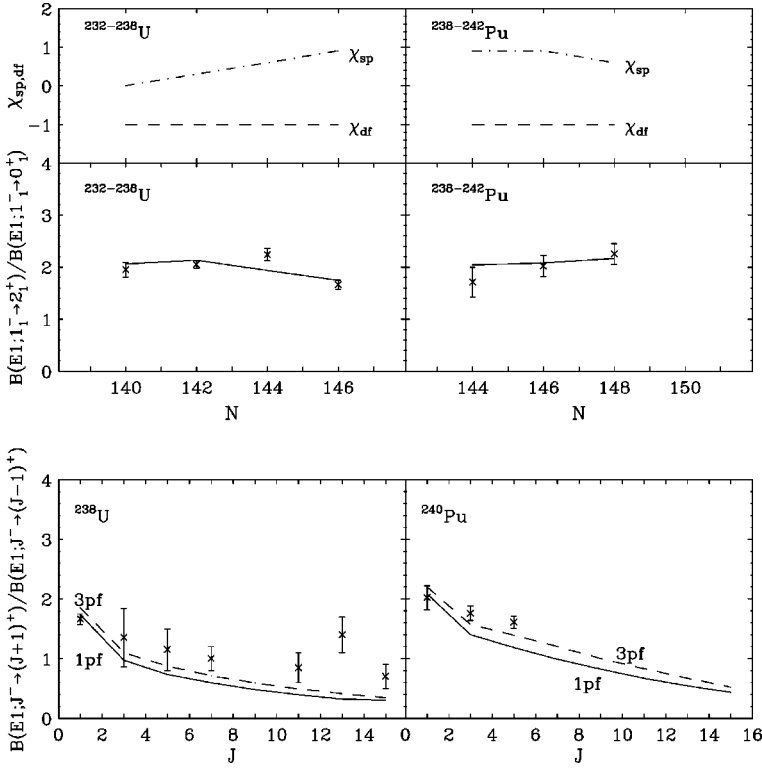 χsp,df
2
1
0
−1
232−238U
χsp
χdf
238−242Pu
χsp
χdf
B(E1;1⁻₁→2⁺₁)/B(E1;1⁻₁→0⁺₁)
4
3
2
1
0
232−238U
238−242Pu
140 142 144 146
144 146 148 150
N
N
B(E1;J⁻→(J+1)⁺)/B(E1;J⁻→(J−1)⁺)
4
3
2
1
0
238U
3pf
1pf
240Pu
3pf
1pf
0 2 4 6 8 10 12 14
0 2 4 6 8 10 12 14 16
J
J